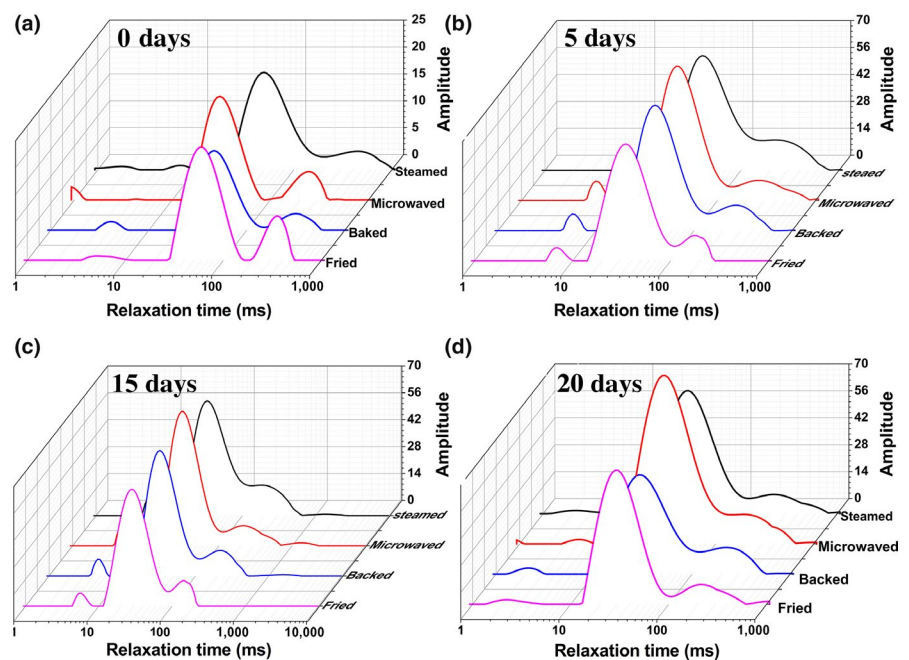 (a)
0 days
25
20
15
10
5
0
Amplitude
Steamed
Microwaved
Baked
Fried
1
10
100
1,000
Relaxation time (ms)
(b)
5 days
70
56
42
28
14
0
Amplitude
steaed
Microwaved
Backed
Fried
1
10
100
1,000
Relaxation time (ms)
(c)
15 days
70
56
42
28
14
0
Amplitude
steamed
Microwaved
Backed
Fried
1
10
100
1,000
10,000
Relaxation time (ms)
(d)
20 days
70
56
42
28
14
0
Amplitude
Steamed
Microwaved
Backed
Fried
1
10
100
1,000
Relaxation time (ms)